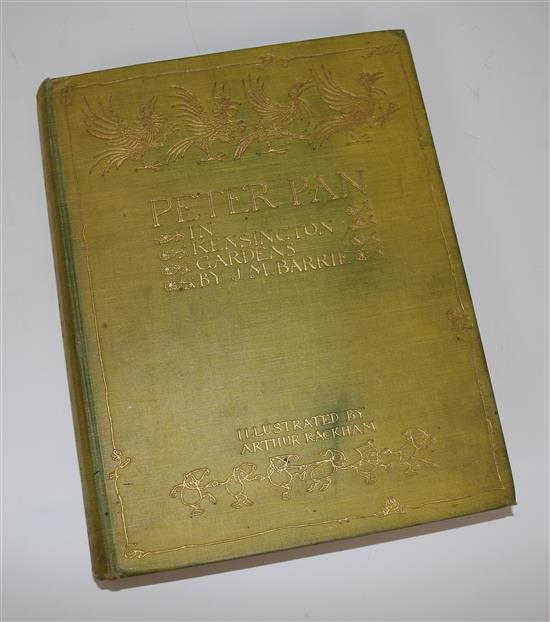 PETER PAN
IN
KENSINGTON
GARDENS
BY J. M. BARRIE
ILLUSTRATED BY
ARTHUR RACKHAM